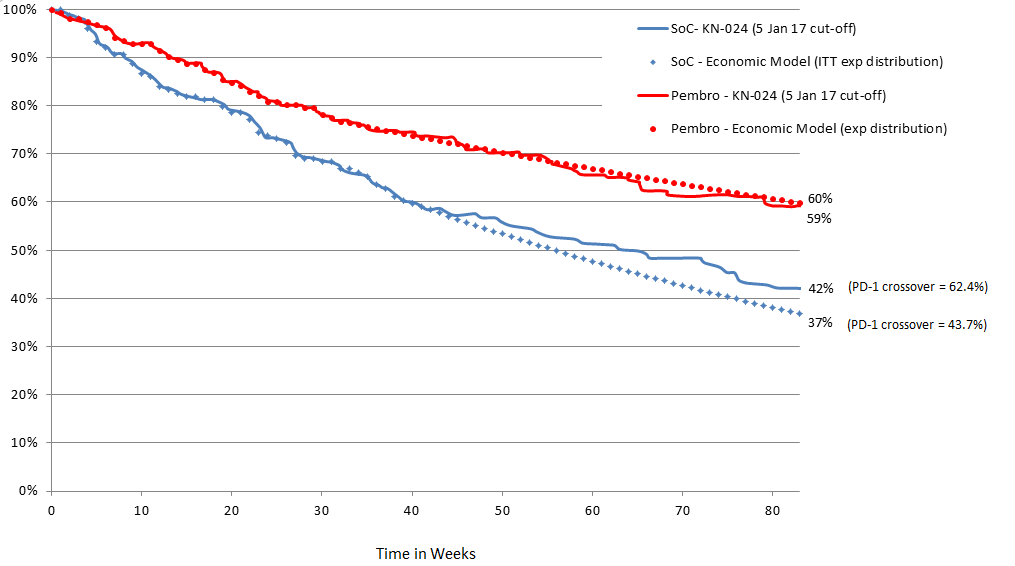 100%
90%
80%
70%
60%
50%
40%
30%
20%
10%
0%
SoC- KN-024 (5 Jan 17 cut-off)
SoC - Economic Model (ITT exp distribution)
Pembro - KN-024 (5 Jan 17 cut-off)
Pembro - Economic Model (exp distribution)
60%
59%
42% (PD-1 crossover = 62.4%)
37% (PD-1 crossover = 43.7%)
0 10 20 30 40 50 60 70 80
Time in Weeks